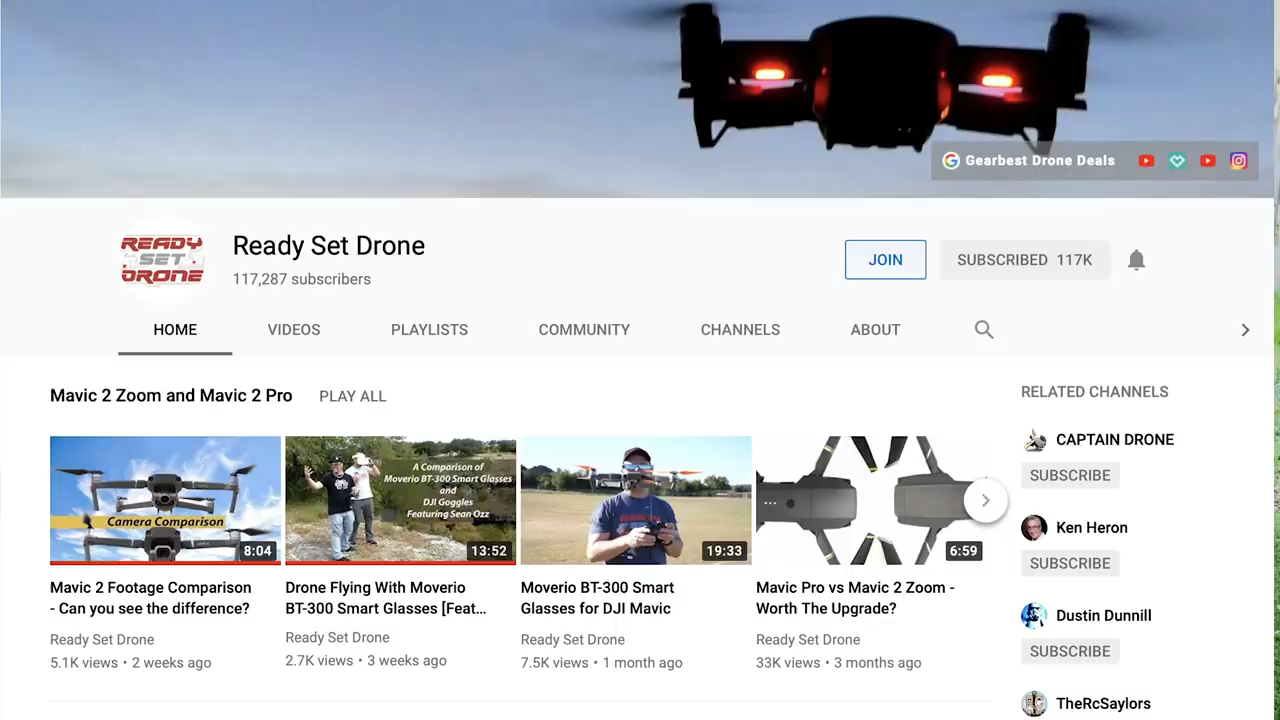 Gearbest Drone Deals
READY
SET
DRONE
Ready Set Drone
117,287 subscribers
JOIN
SUBSCRIBED 117K
HOME
VIDEOS
PLAYLISTS
COMMUNITY
CHANNELS
ABOUT
Mavic 2 Zoom and Mavic 2 Pro
PLAY ALL
Camera Comparison
8:04
Mavic 2 Footage Comparison
- Can you see the difference?
Ready Set Drone
5.1K views • 2 weeks ago
A Comparison of
Moverio BT-300 Smart Glasses
and
DJI Goggles
Featuring Sean Ozz
13:52
Drone Flying With Moverio
BT-300 Smart Glasses [Feat...
Ready Set Drone
2.7K views • 3 weeks ago
19:33
Moverio BT-300 Smart
Glasses for DJI Mavic
Ready Set Drone
7.5K views • 1 month ago
6:59
Mavic Pro vs Mavic 2 Zoom -
Worth The Upgrade?
Ready Set Drone
33K views • 3 months ago
RELATED CHANNELS
CAPTAIN DRONE
SUBSCRIBE
Ken Heron
SUBSCRIBE
Dustin Dunnill
SUBSCRIBE
TheRcSaylors